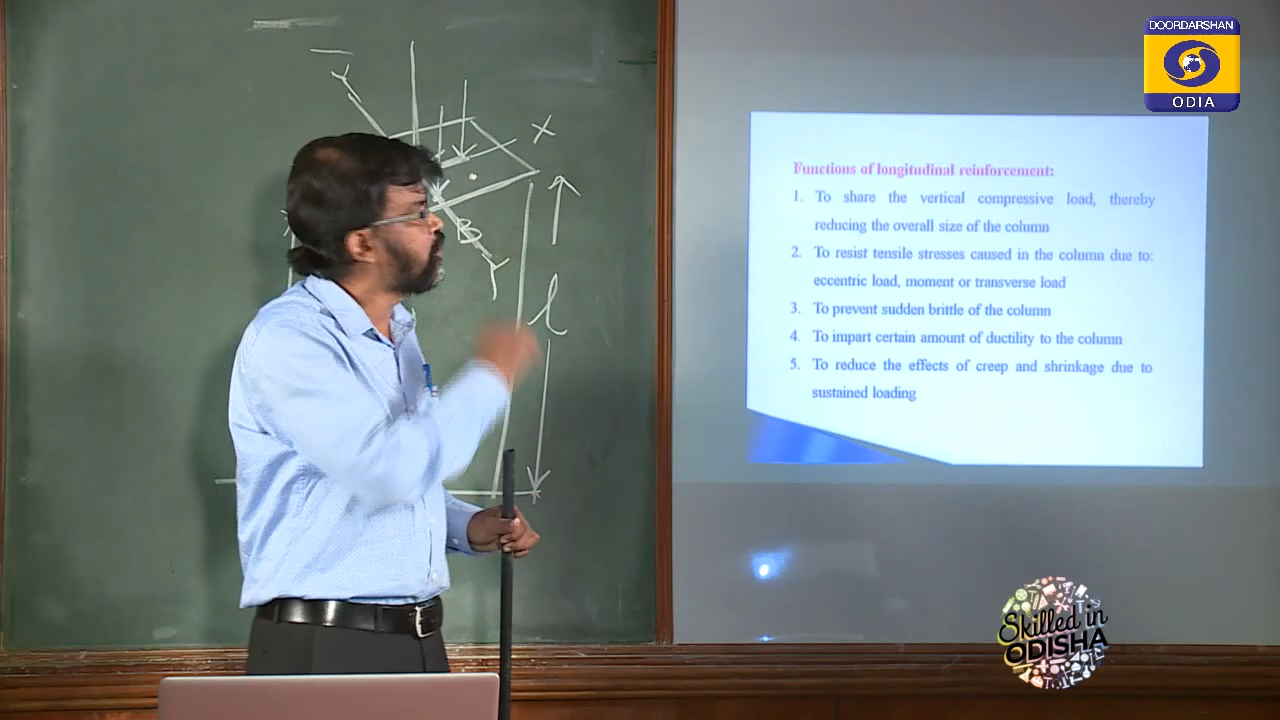 DOORDARSHAN
ODIA
Functions of longitudinal reinforcement:
1. To share the vertical compressive load, thereby
reducing the overall size of the column
2. To resist tensile stresses caused in the column due to:
eccentric load, moment or transverse load
3. To prevent sudden brittle of the column
4. To impart certain amount of ductility to the column
5. To reduce the effects of creep and shrinkage due to
sustained loading
Y
X
B
Y
l
Skilled in
ODISHA